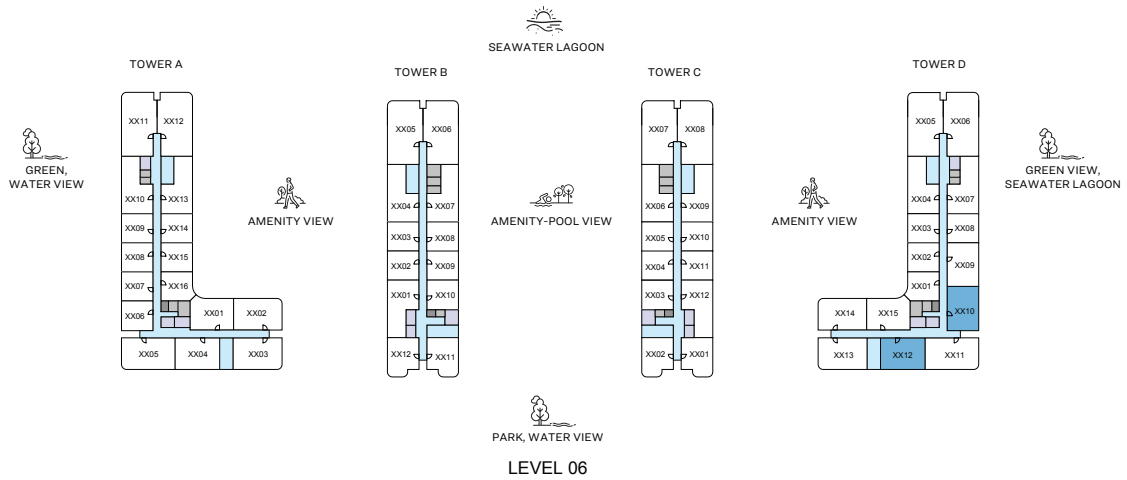 SEAWATER LAGOON
TOWER A
TOWER B
TOWER C
TOWER D
GREEN,
WATER VIEW
AMENITY VIEW
AMENITY-POOL VIEW
AMENITY VIEW
GREEN VIEW,
SEAWATER LAGOON
XX11 XX12
XX10 XX13
XX09 XX14
XX08 XX15
XX07 XX16
XX06 XX01 XX02
XX05 XX04 XX03
XX05 XX06
XX04 XX07
XX03 XX08
XX02 XX09
XX01 XX10
XX12 XX11
XX07 XX08
XX06 XX09
XX05 XX10
XX04 XX11
XX03 XX12
XX02 XX01
XX05 XX06
XX04 XX07
XX03 XX08
XX02 XX09
XX01
XX14 XX15 XX10
XX13 XX12 XX11
PARK, WATER VIEW
LEVEL 06